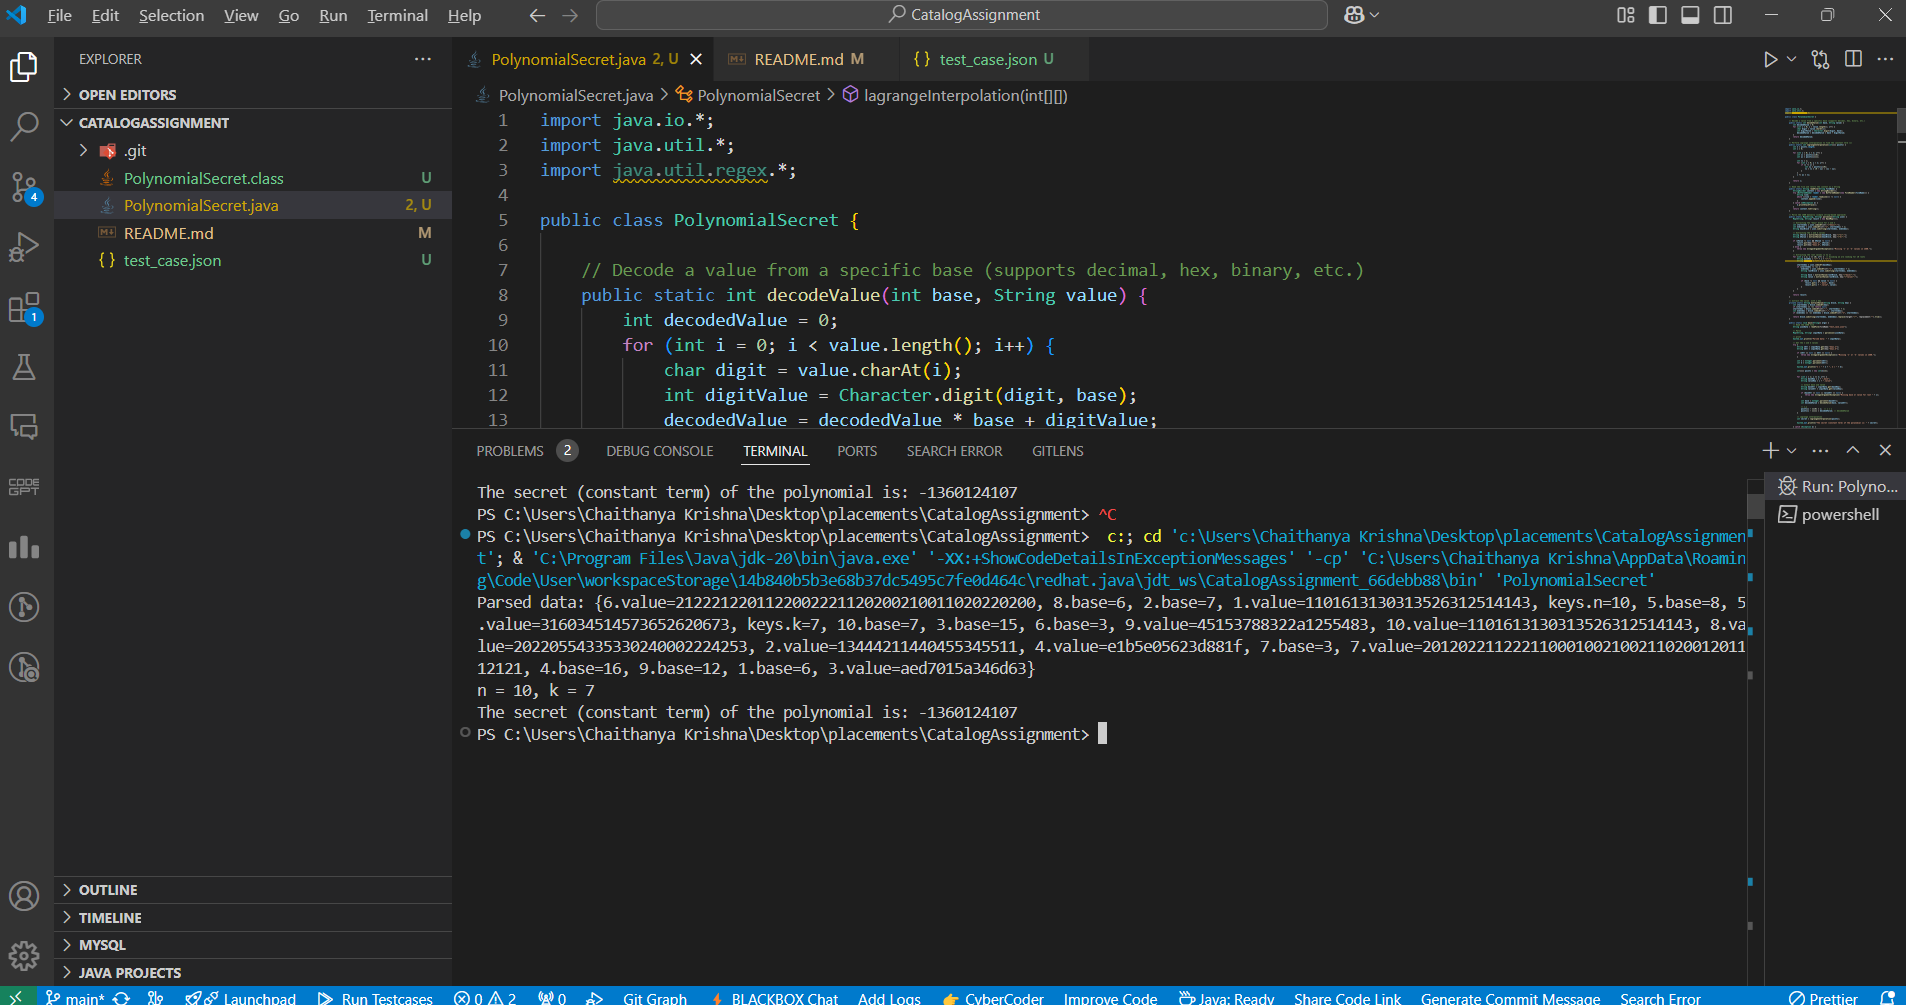 File Edit Selection View Go Run Terminal Help
CatalogAssignment
EXPLORER
OPEN EDITORS
CATALOGASSIGNMENT
.git
PolynomialSecret.class U
PolynomialSecret.java 2, U
README.md M
{} test_case.json U
4
1
CODE
GPT
OUTLINE
TIMELINE
MYSQL
JAVA PROJECTS
PolynomialSecret.java 2, U README.md M {} test_case.json U
PolynomialSecret.java > PolynomialSecret > lagrangeInterpolation(int[][])
1 import java.io.*;
2 import java.util.*;
3 import java.util.regex.*;
4
5 public class PolynomialSecret {
6
7 // Decode a value from a specific base (supports decimal, hex, binary, etc.)
8 public static int decodeValue(int base, String value) {
9 int decodedValue = 0;
10 for (int i = 0; i < value.length(); i++) {
11 char digit = value.charAt(i);
12 int digitValue = Character.digit(digit, base);
13 decodedValue = decodedValue * base + digitValue;
PROBLEMS 2 DEBUG CONSOLE TERMINAL PORTS SEARCH ERROR GITLENS
The secret (constant term) of the polynomial is: -1360124107
PS C:\Users\Chaithanya Krishna\Desktop\placements\CatalogAssignment> ^C
PS C:\Users\Chaithanya Krishna\Desktop\placements\CatalogAssignment> c:; cd 'c:\Users\Chaithanya Krishna\Desktop\placements\CatalogAssignmen
t'; & 'C:\Program Files\Java\jdk-20\bin\java.exe' '-XX:+ShowCodeDetailsInExceptionMessages' '-cp' 'C:\Users\Chaithanya Krishna\AppData\Roamin
g\Code\User\workspaceStorage\14b840b5b3e68b37dc5495c7fe0d464c\redhat.java\jdt_ws\CatalogAssignment_66debb88\bin' 'PolynomialSecret'
Parsed data: {6.value=2122212201122002221120200210011020220200, 8.base=6, 2.base=7, 1.value=1101613130313526312514143, keys.n=10, 5.base=8, 5
.value=316034514573652620673, keys.k=7, 10.base=7, 3.base=15, 6.base=3, 9.value=45153788322a1255483, 10.value=1101613130313526312514143, 8.va
lue=20220554335330240002224253, 2.value=13444211440455345511, 4.value=e1b5e05623d881f, 7.base=3, 7.value=201202211222110001002100211020012011
12121, 4.base=16, 9.base=12, 1.base=6, 3.value=aed7015a346d63}
n = 10, k = 7
The secret (constant term) of the polynomial is: -1360124107
PS C:\Users\Chaithanya Krishna\Desktop\placements\CatalogAssignment>
Run: Polyno...
powershell
main* Launchpad Run Testcases 0 2 0 Git Graph BLACKBOX Chat Add Logs CyberCoder Improve Code Java: Ready Share Code Link Generate Commit Message Search Error Prettier